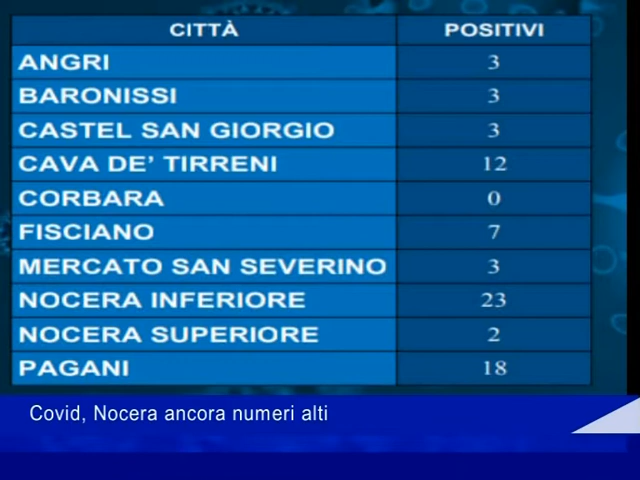 CITTÀ POSITIVI
ANGRI 3
BARONISSI 3
CASTEL SAN GIORGIO 3
CAVA DE’ TIRRENI 12
CORBARA 0
FISCIANO 7
MERCATO SAN SEVERINO 3
NOCERA INFERIORE 23
NOCERA SUPERIORE 2
PAGANI 18
Covid, Nocera ancora numeri alti